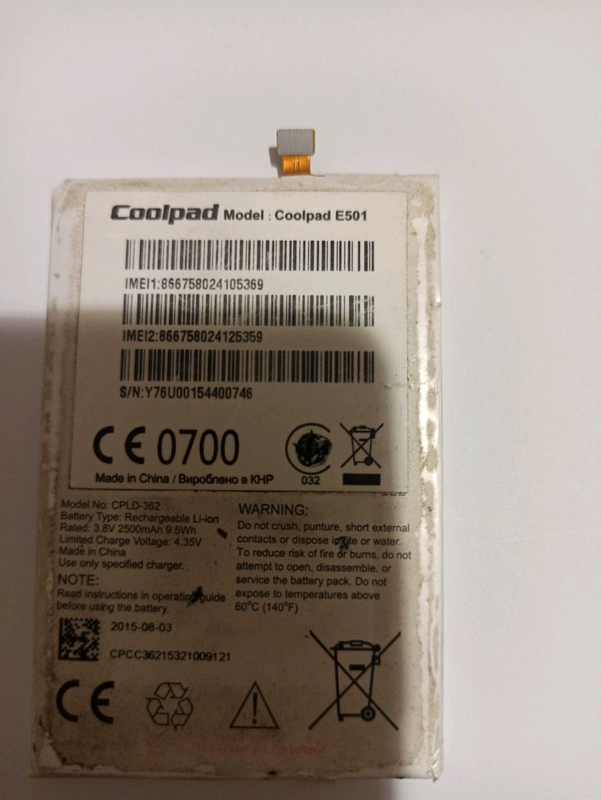 Coolpad Model : Coolpad E501
IMEI1:866758024105369
IMEI2:866758024125359
S/N:Y76U00154400746
CE 0700
032
Made in China / Вироблено в КНР
Model No: CPLD-362
Battery Type: Rechargeable Li-ion
Rated: 3.8V 2500mAh 9.5Wh
Limited Charge Voltage: 4.35V
Made in China
Use only specified charger.
NOTE:
Read instructions in operating guide
before using the battery.
WARNING:
Do not crush, punture, short external
contacts or dispose in fire or water.
To reduce risk of fire or burns, do not
attempt to open, disassemble, or
service the battery pack. Do not
expose to temperatures above
60°C (140°F)
2015-08-03
CPCC36215321009121
CE
the battery!